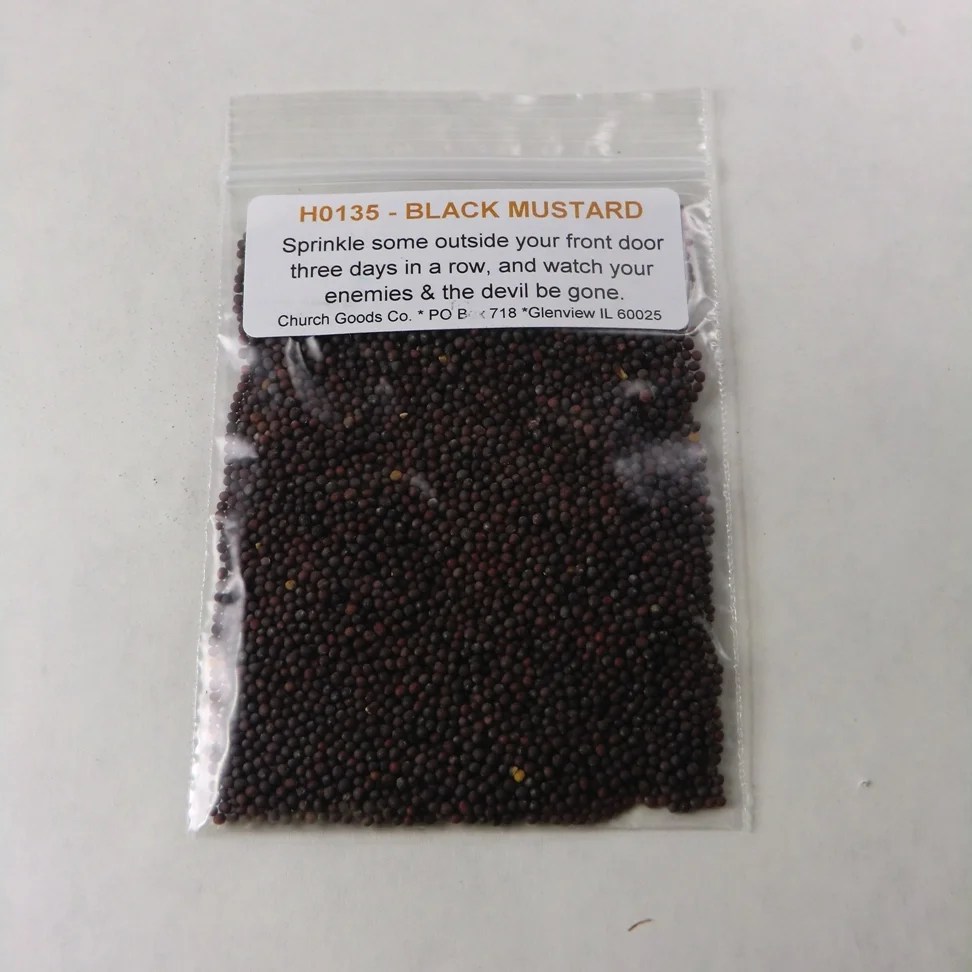 H0135 - BLACK MUSTARD
Sprinkle some outside your front door
three days in a row, and watch your
enemies & the devil be gone.
Church Goods Co. * PO Box 718 *Glenview IL 60025